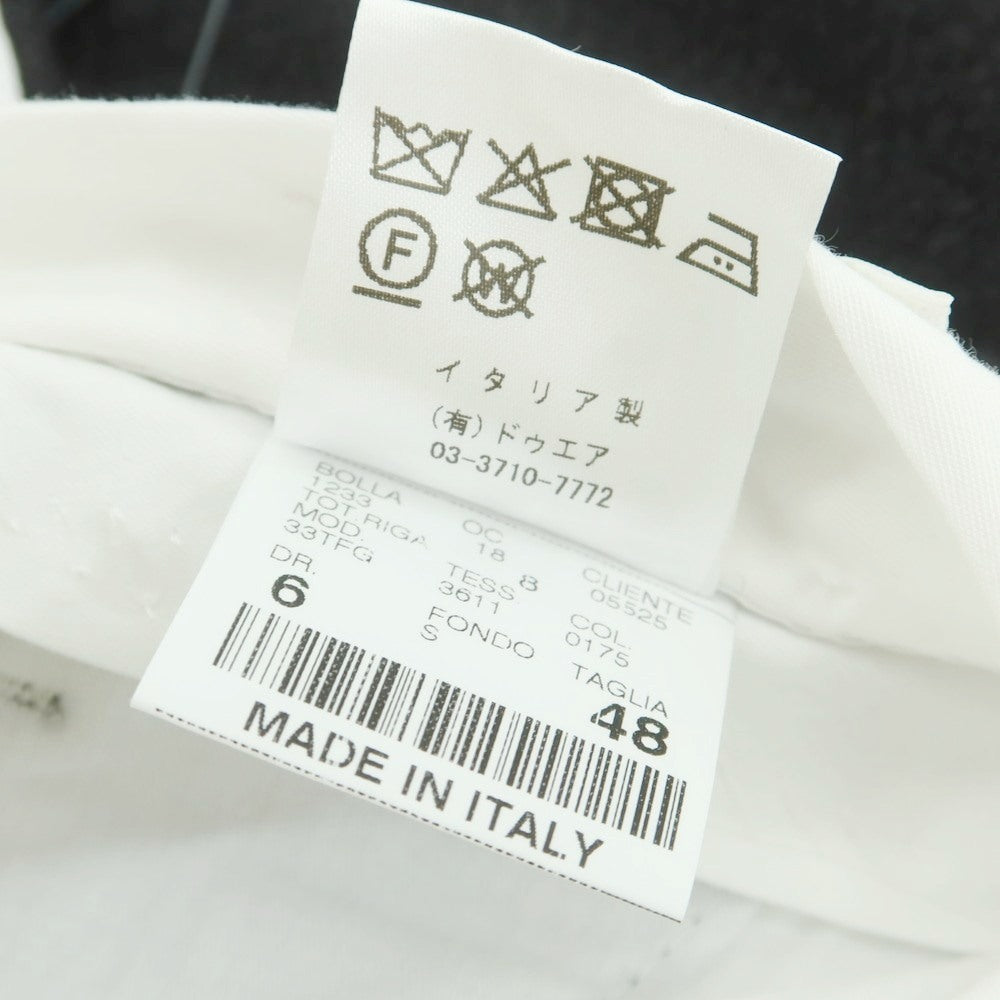 F W
イタリア製
(有)ドゥエア
03-3710-7772
BOLLA OC
1233 18
TOT.RIGA 8
MOD. TESS. CLIENTE
33TFG 3611 05525
DR. FONDO COL.
6 S 0175
TAGLIA
48
MADE IN ITALY